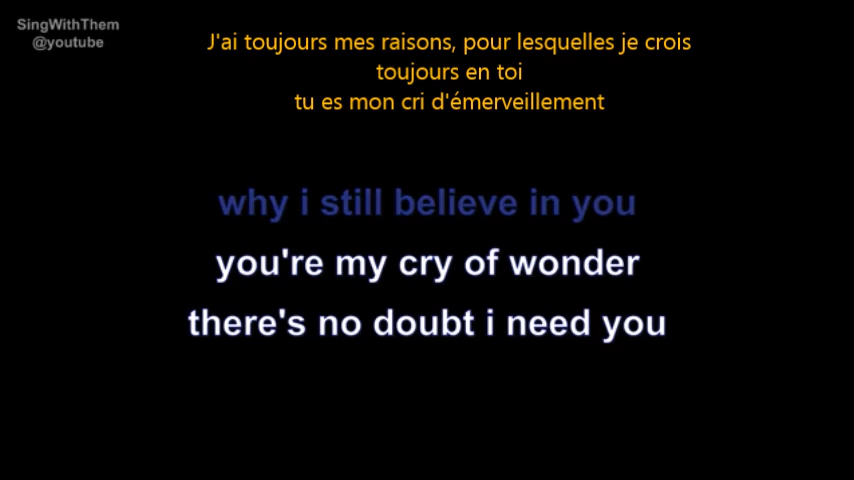 SingWithThem
@youtube
J'ai toujours mes raisons, pour lesquelles je crois
toujours en toi
tu es mon cri d'émerveillement
why i still believe in you
you're my cry of wonder
there's no doubt i need you